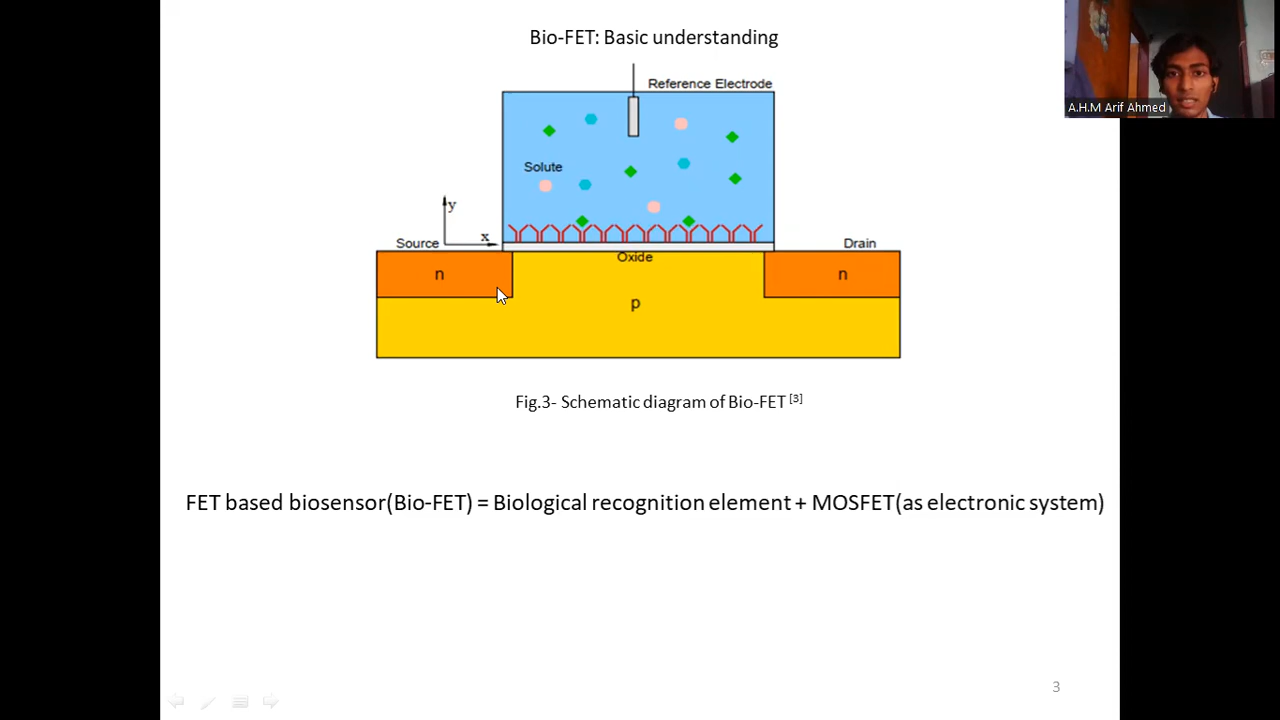 Bio-FET: Basic understanding
Reference Electrode
A.H.M Arif Ahmed
Solute
y
x
Source
Drain
Oxide
n
n
p
Fig.3- Schematic diagram of Bio-FET [3]
FET based biosensor(Bio-FET) = Biological recognition element + MOSFET(as electronic system)
3